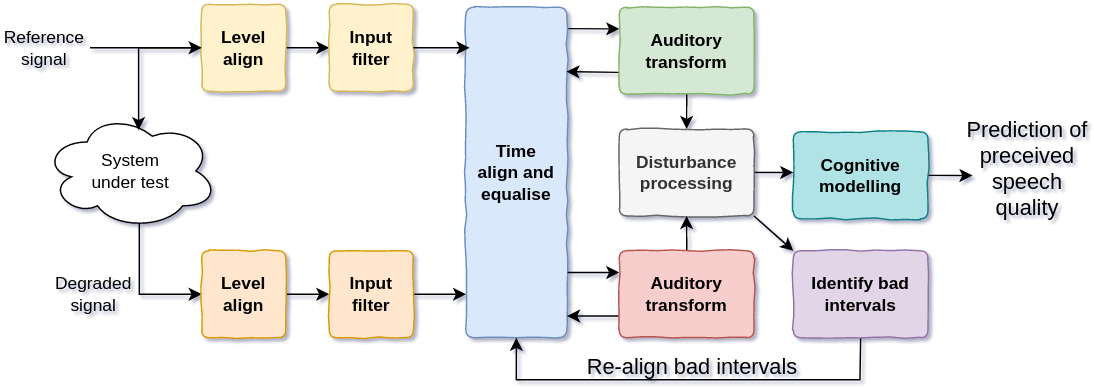 Reference
signal
Level
align
Input
filter
Time
align and
equalise
Auditory
transform
System
under test
Disturbance
processing
Cognitive
modelling
Prediction of
preceived
speech
quality
Degraded
signal
Level
align
Input
filter
Auditory
transform
Identify bad
intervals
Re-align bad intervals